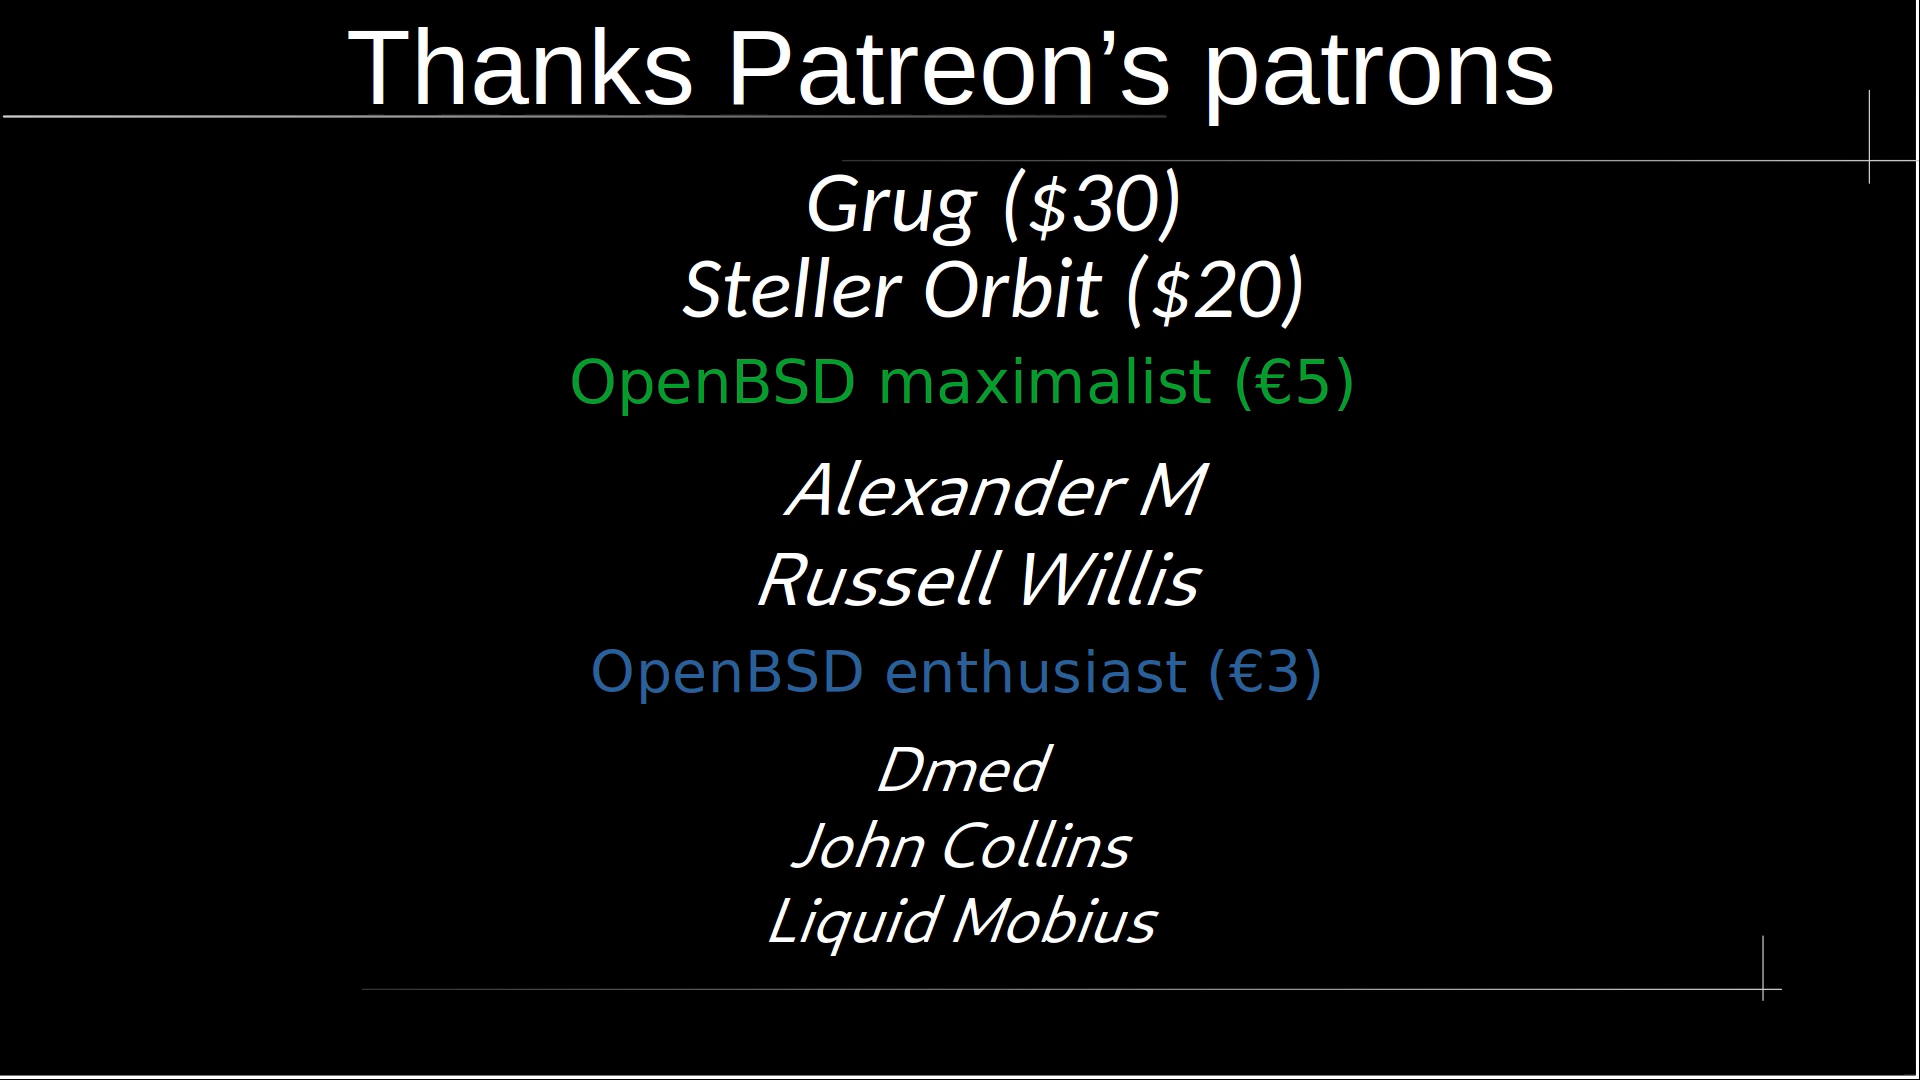 Thanks Patreon’s patrons
Grug ($30)
Steller Orbit ($20)
OpenBSD maximalist (€5)
Alexander M
Russell Willis
OpenBSD enthusiast (€3)
Dmed
John Collins
Liquid Mobius